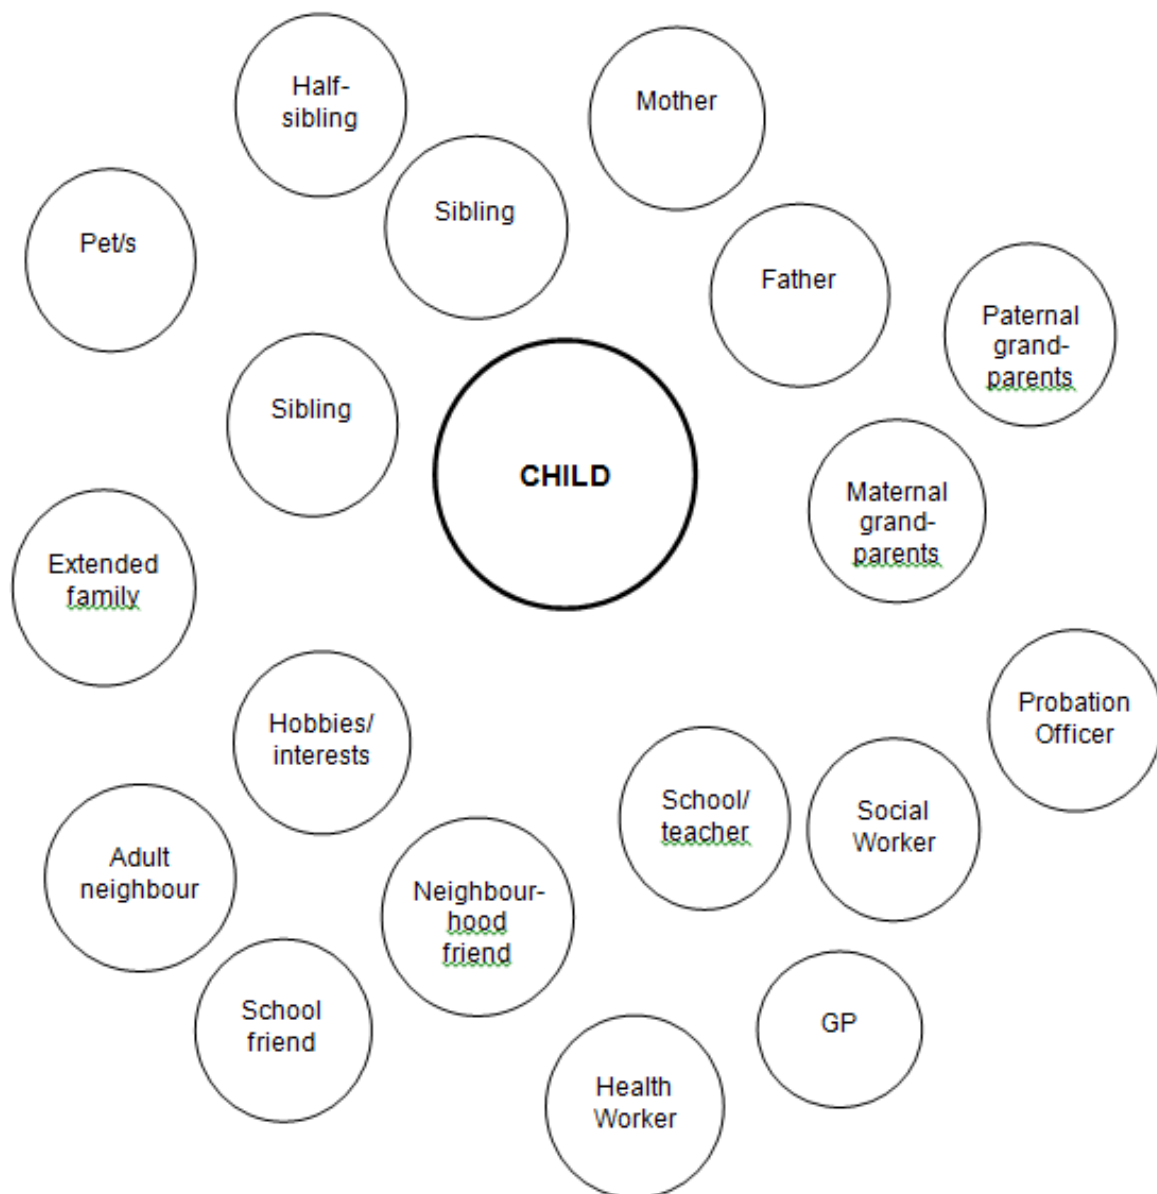 Half-
sibling
Mother
Sibling
Pet/s
Father
Paternal
grand-
parents
Sibling
CHILD
Maternal
grand-
parents
Extended
family
Probation
Officer
Hobbies/
interests
School/
teacher
Social
Worker
Adult
neighbour
Neighbour-
hood
friend
School
friend
GP
Health
Worker